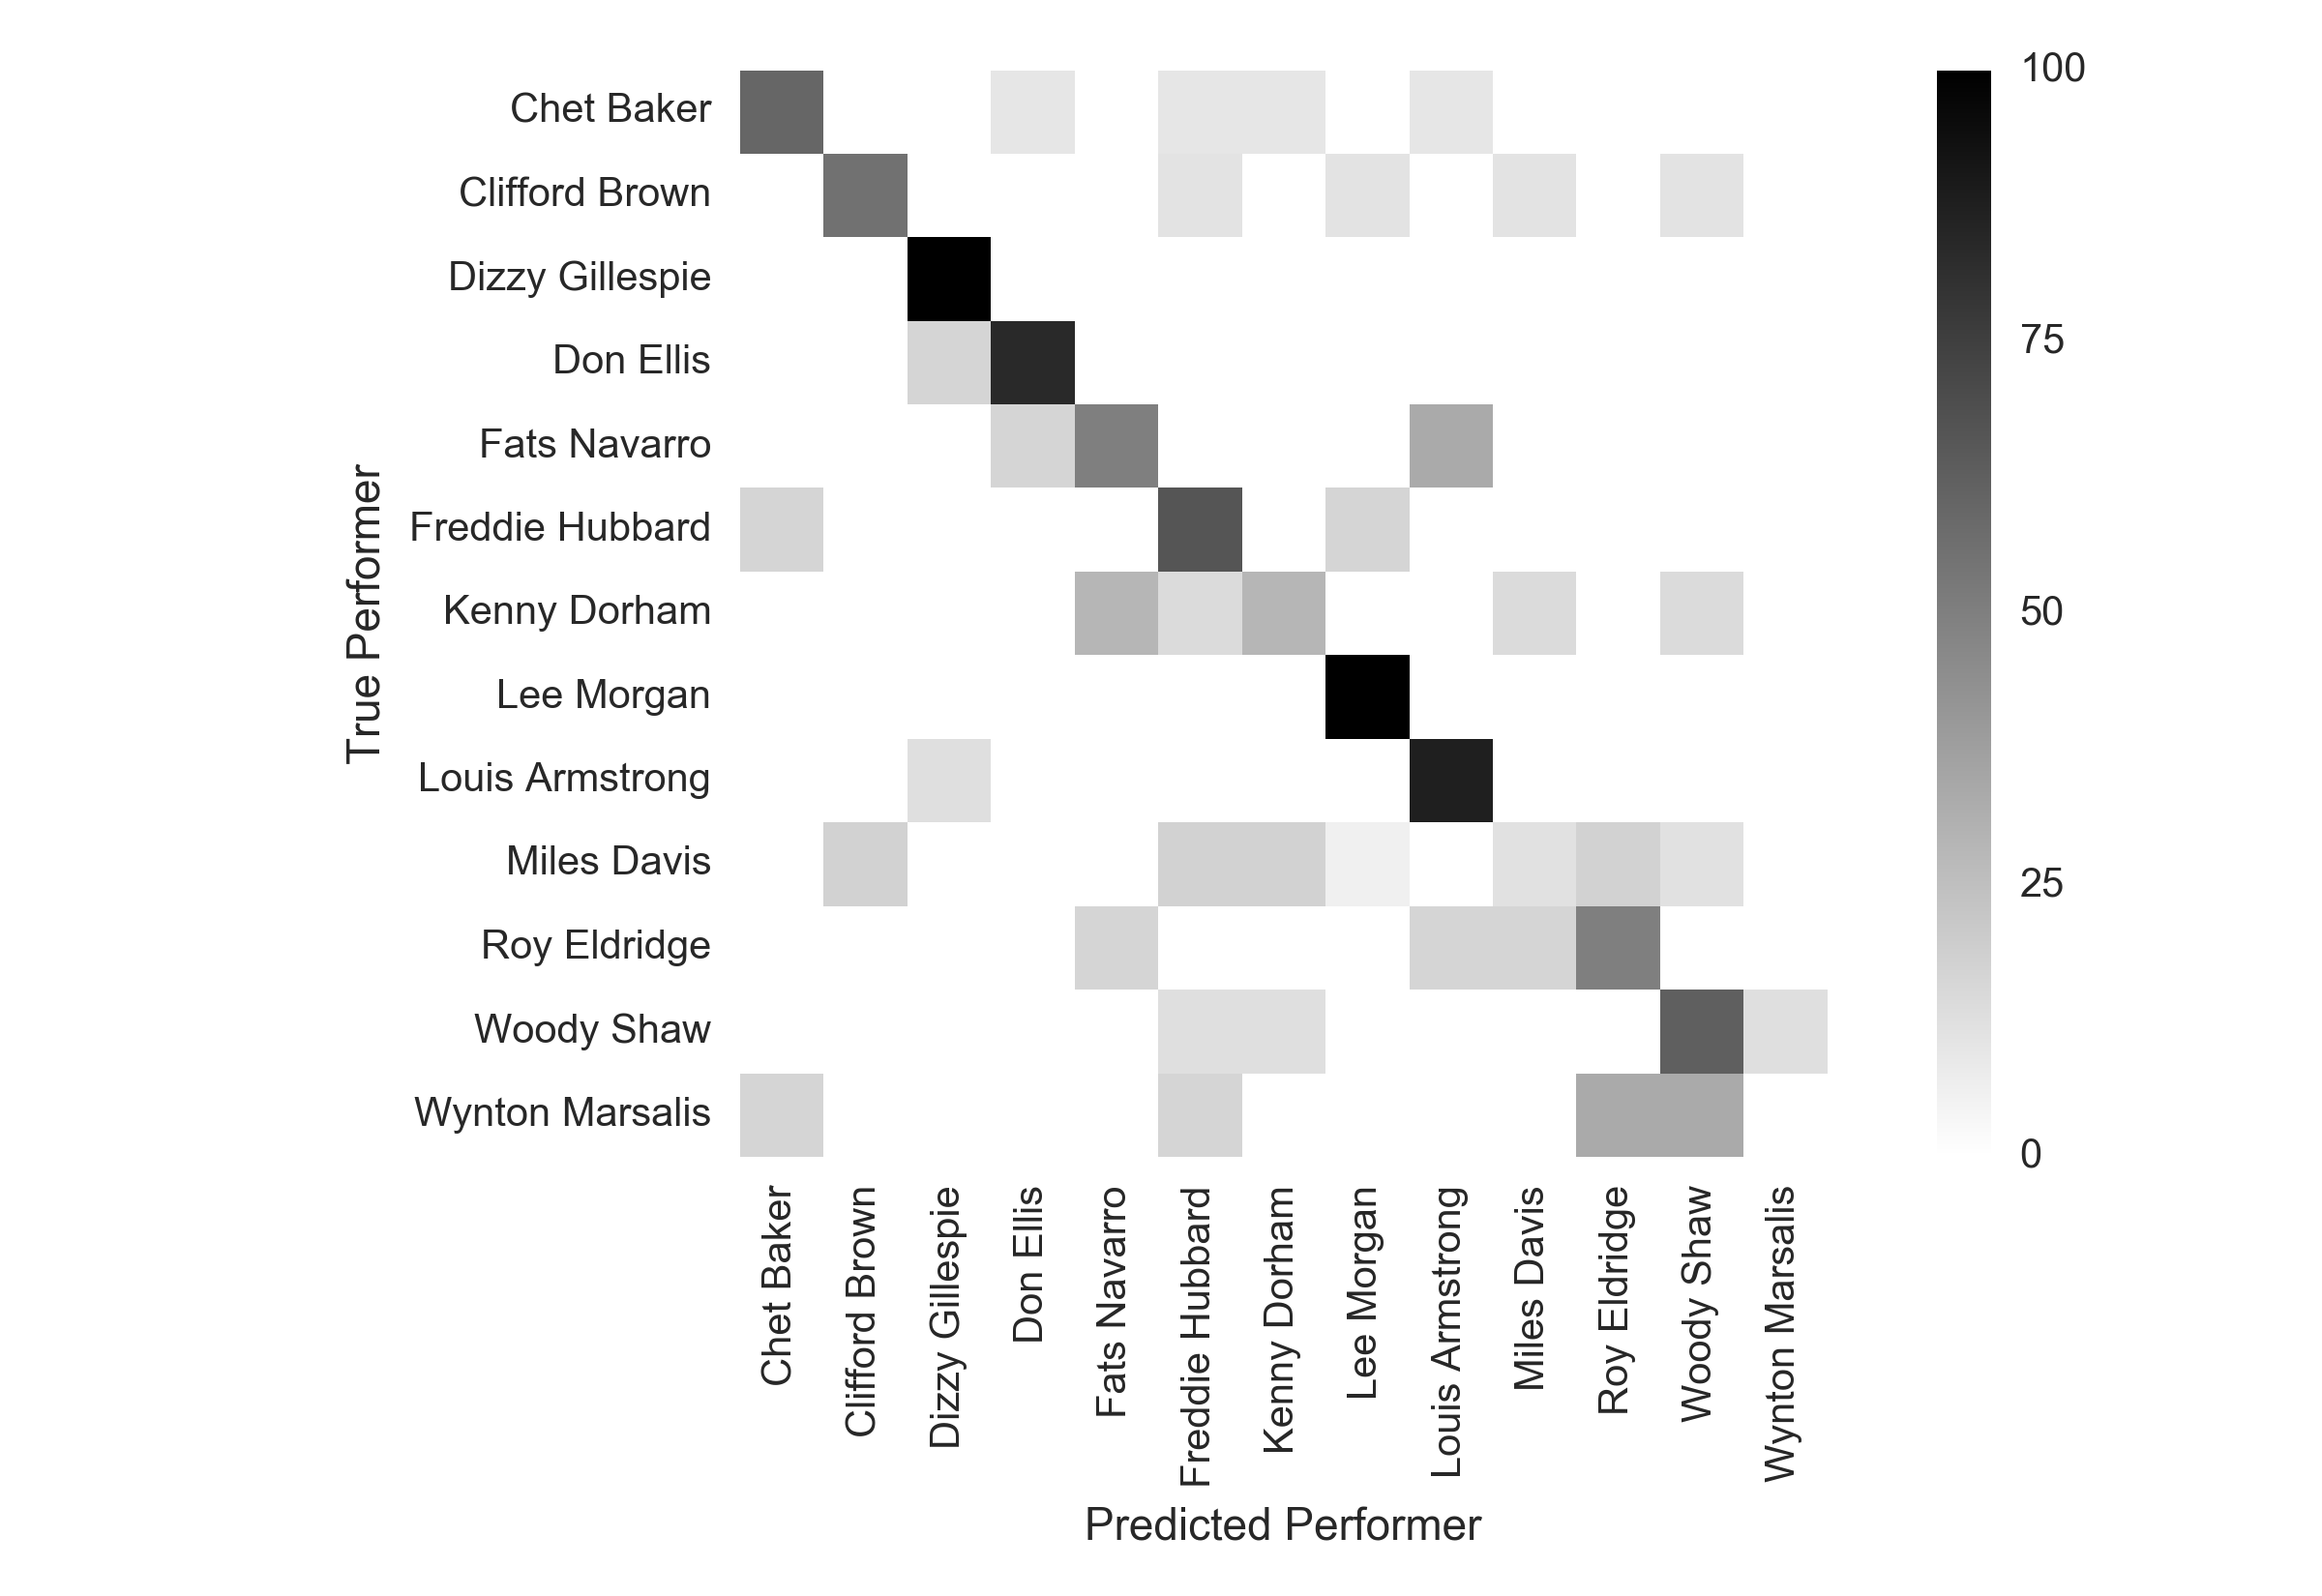 True Performer
Chet Baker
Clifford Brown
Dizzy Gillespie
Don Ellis
Fats Navarro
Freddie Hubbard
Kenny Dorham
Lee Morgan
Louis Armstrong
Miles Davis
Roy Eldridge
Woody Shaw
Wynton Marsalis
Chet Baker
Clifford Brown
Dizzy Gillespie
Don Ellis
Fats Navarro
Freddie Hubbard
Kenny Dorham
Lee Morgan
Louis Armstrong
Miles Davis
Roy Eldridge
Woody Shaw
Wynton Marsalis
Predicted Performer
100
75
50
25
0